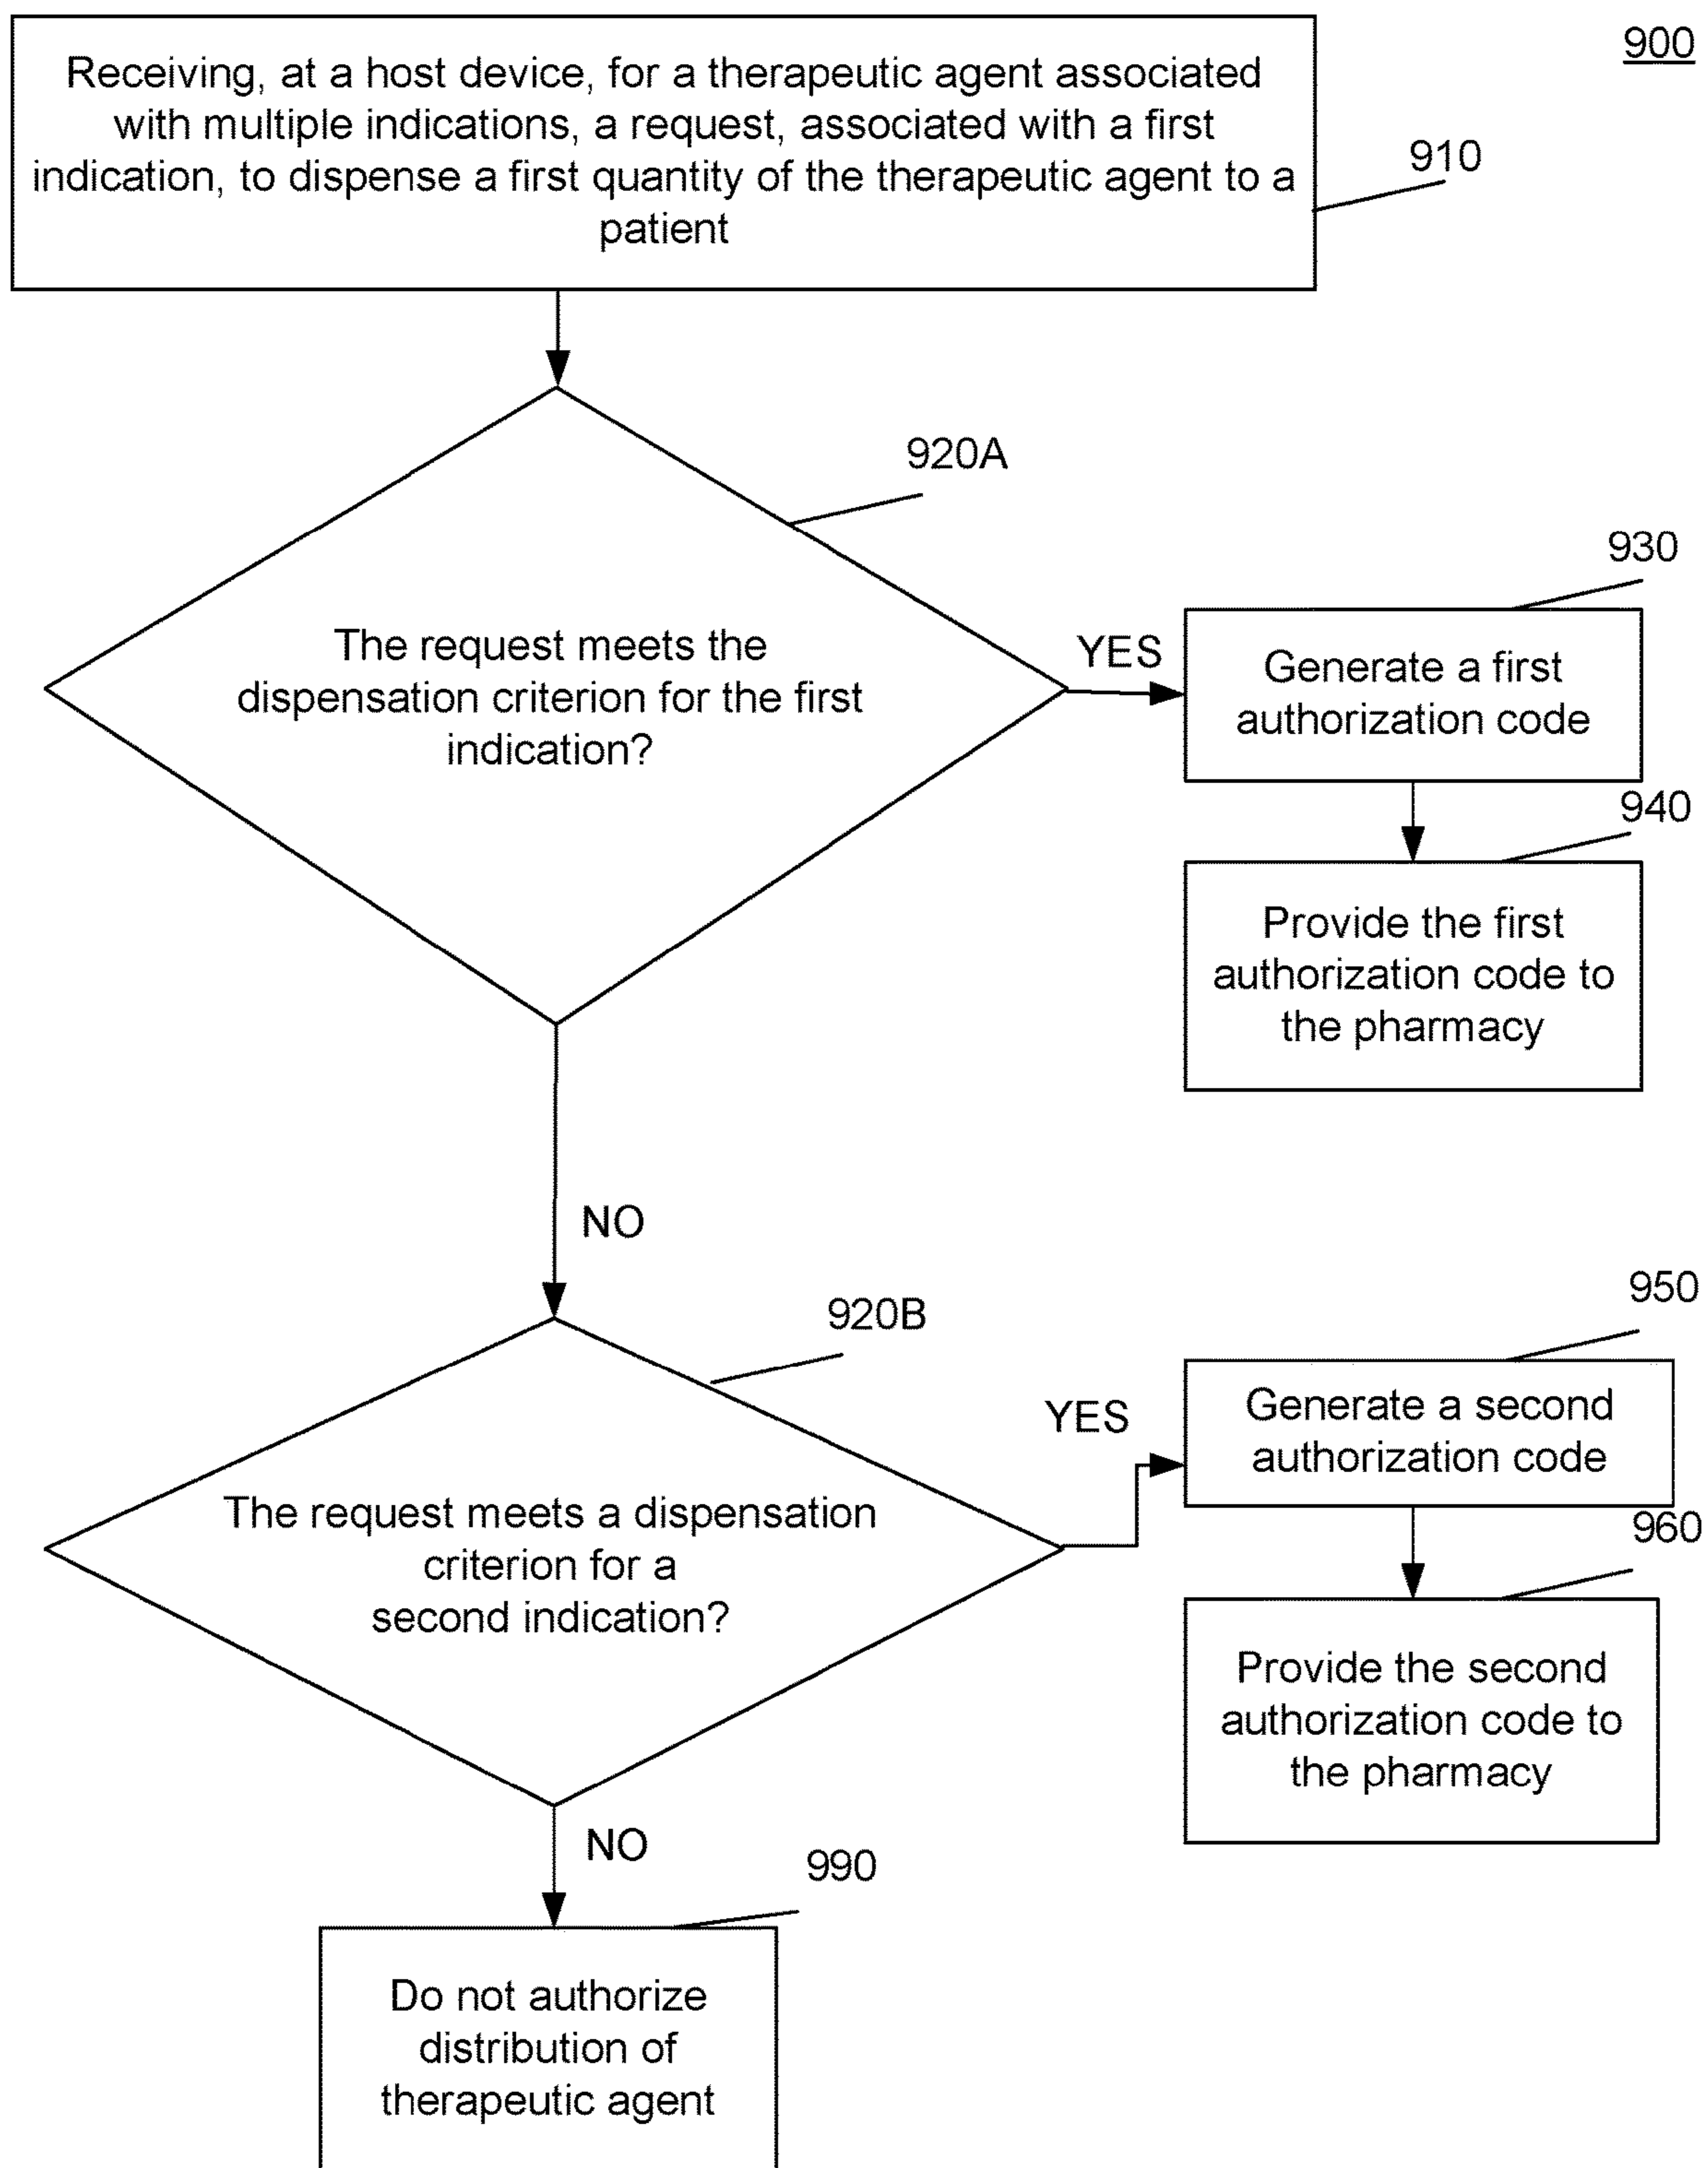 900
Receiving, at a host device, for a therapeutic agent associated
with multiple indications, a request, associated with a first
indication, to dispense a first quantity of the therapeutic agent to a
patient
910
920A
The request meets the
dispensation criterion for the first
indication?
YES
930
Generate a first
authorization code
940
Provide the first
authorization code to
the pharmacy
NO
920B
The request meets a dispensation
criterion for a
second indication?
YES
950
Generate a second
authorization code
960
Provide the second
authorization code to
the pharmacy
NO
990
Do not authorize
distribution of
therapeutic agent